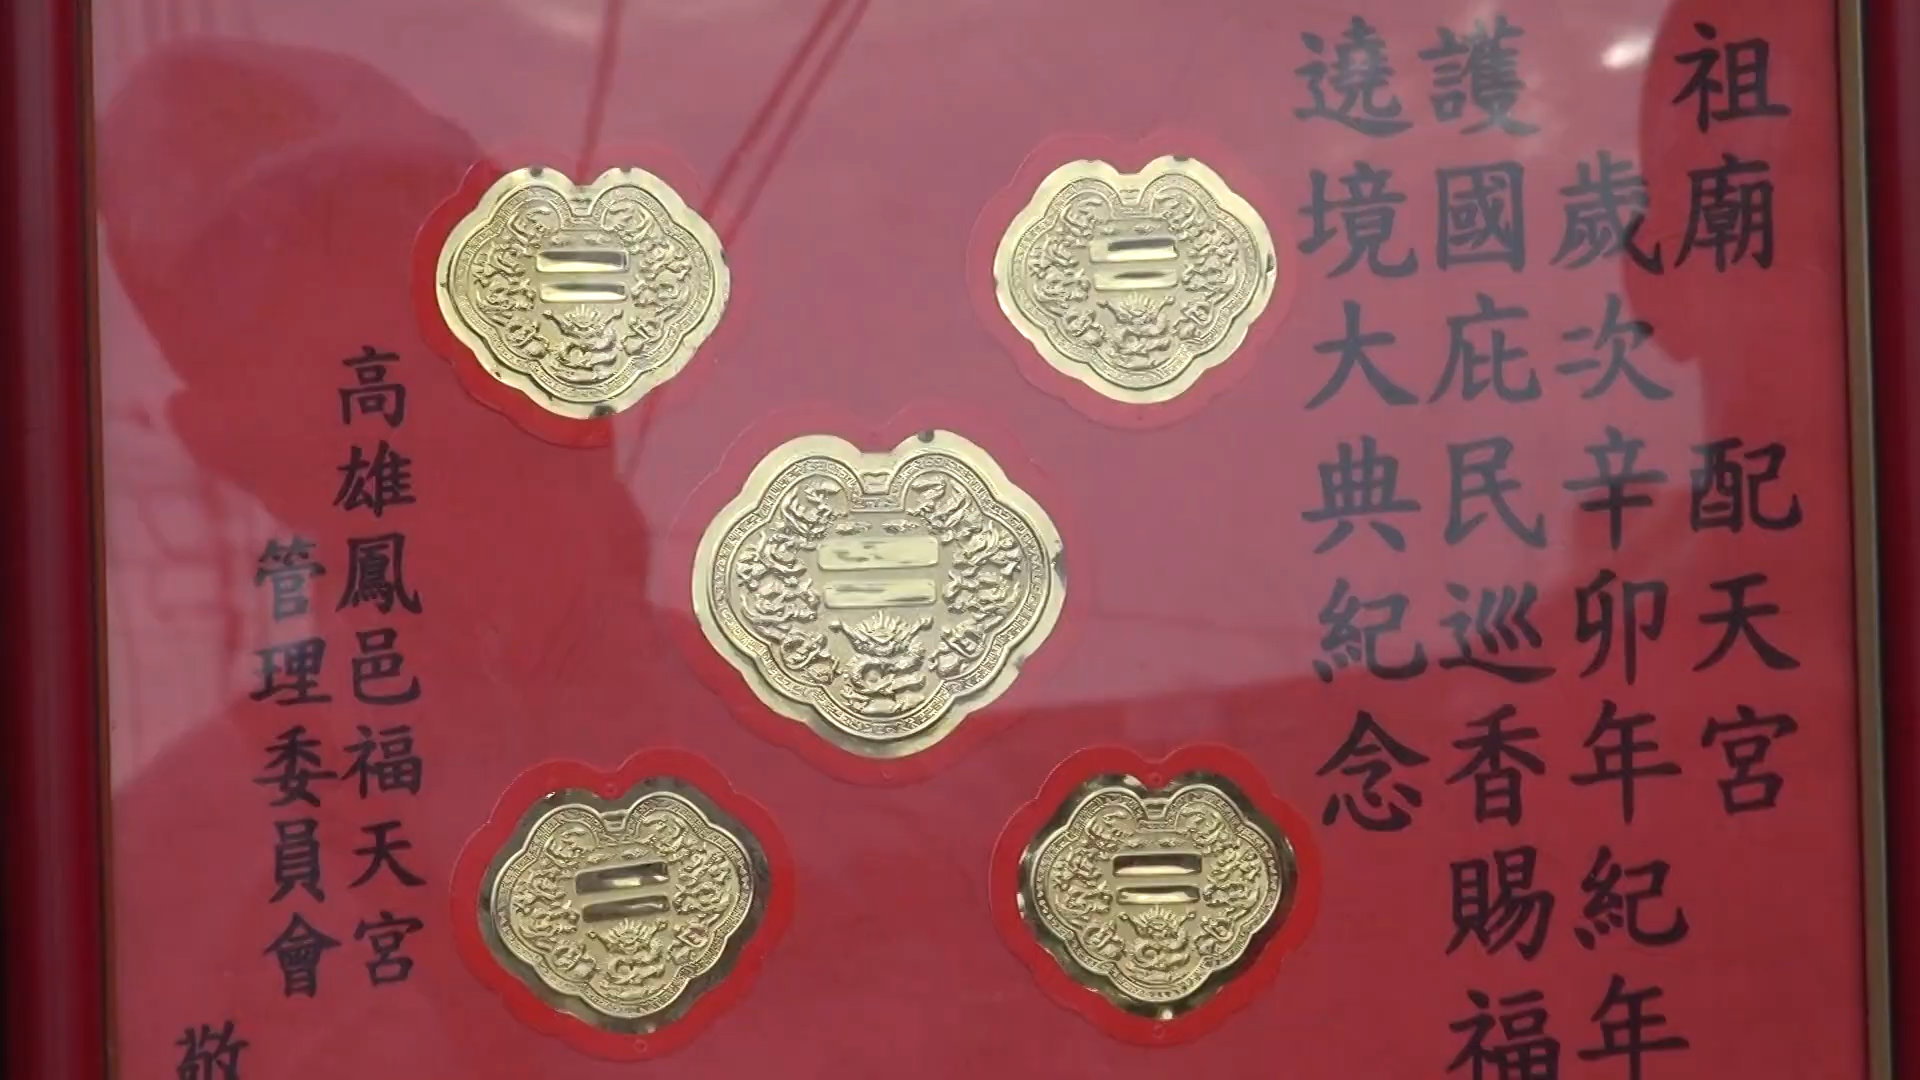 祖廟 配天宮
歲次辛卯年紀年
護國庇民巡香賜福
遶境大典紀念
高雄鳳邑福天宮
管理委員會
敬